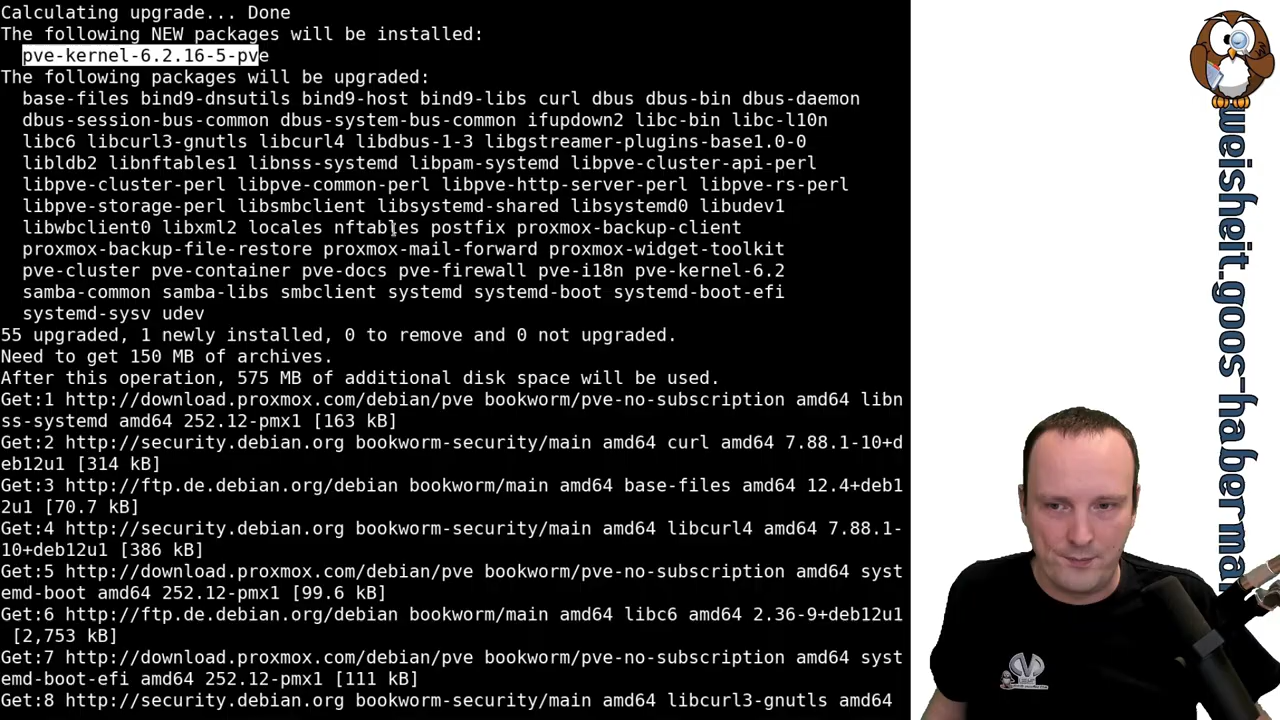 Calculating upgrade... Done
The following NEW packages will be installed:
pve-kernel-6.2.16-5-pve
The following packages will be upgraded:
base-files bind9-dnsutils bind9-host bind9-libs curl dbus dbus-bin dbus-daemon
dbus-session-bus-common dbus-system-bus-common ifupdown2 libc-bin libc-l10n
libc6 libcurl3-gnutls libcurl4 libdbus-1-3 libgstreamer-plugins-base1.0-0
libldb2 libnftables1 libnss-systemd libpam-systemd libpve-cluster-api-perl
libpve-cluster-perl libpve-common-perl libpve-http-server-perl libpve-rs-perl
libpve-storage-perl libsmbclient libsystemd-shared libsystemd0 libudev1
libwbclient0 libxml2 locales nftables postfix proxmox-backup-client
proxmox-backup-file-restore proxmox-mail-forward proxmox-widget-toolkit
pve-cluster pve-container pve-docs pve-firewall pve-i18n pve-kernel-6.2
samba-common samba-libs smbclient systemd systemd-boot systemd-boot-efi
systemd-sysv udev
55 upgraded, 1 newly installed, 0 to remove and 0 not upgraded.
Need to get 150 MB of archives.
After this operation, 575 MB of additional disk space will be used.
Get:1 http://download.proxmox.com/debian/pve bookworm/pve-no-subscription amd64 libn
ss-systemd amd64 252.12-pmx1 [163 kB]
Get:2 http://security.debian.org bookworm-security/main amd64 curl amd64 7.88.1-10+d
eb12u1 [314 kB]
Get:3 http://ftp.de.debian.org/debian bookworm/main amd64 base-files amd64 12.4+deb1
2u1 [70.7 kB]
Get:4 http://security.debian.org bookworm-security/main amd64 libcurl4 amd64 7.88.1-
10+deb12u1 [386 kB]
Get:5 http://download.proxmox.com/debian/pve bookworm/pve-no-subscription amd64 syst
emd-boot amd64 252.12-pmx1 [99.6 kB]
Get:6 http://ftp.de.debian.org/debian bookworm/main amd64 libc6 amd64 2.36-9+deb12u1
[2,753 kB]
Get:7 http://download.proxmox.com/debian/pve bookworm/pve-no-subscription amd64 syst
emd-boot-efi amd64 252.12-pmx1 [111 kB]
Get:8 http://security.debian.org bookworm-security/main amd64 libcurl3-gnutls amd64
weisheit.goos-haberma